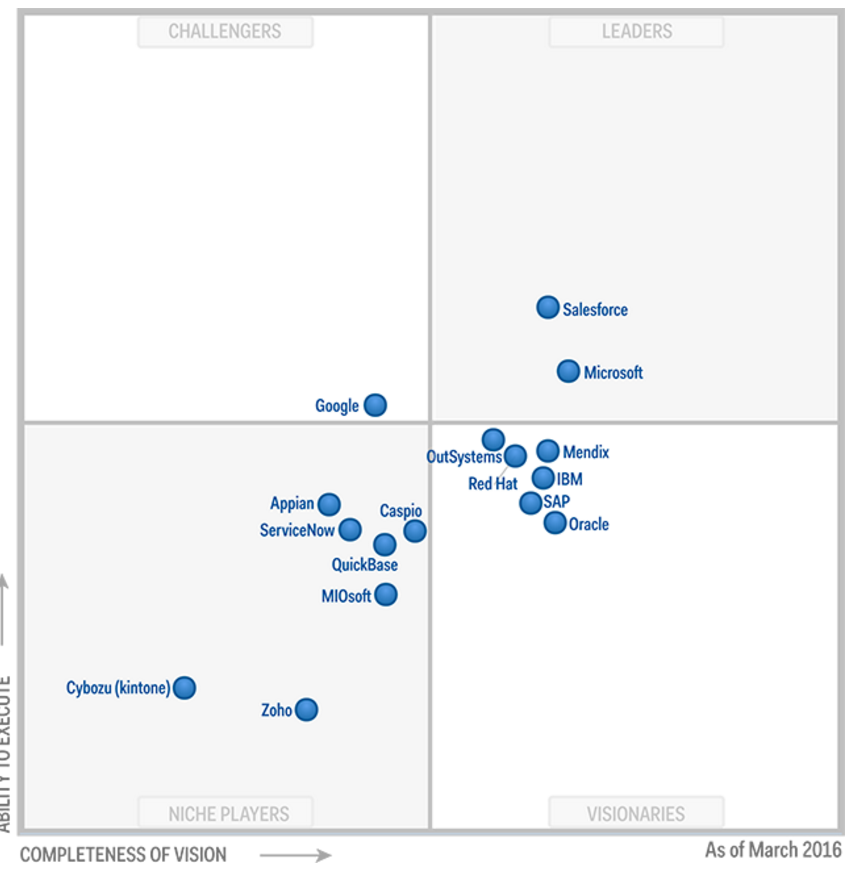 CHALLENGERS
LEADERS
Salesforce
Microsoft
Google
OutSystems
Mendix
Red Hat
IBM
SAP
Oracle
Appian
Caspio
ServiceNow
QuickBase
MIOsoft
Cybozu (kintone)
Zoho
ABILITY TO EXECUTE
NICHE PLAYERS
VISIONARIES
COMPLETENESS OF VISION
As of March 2016